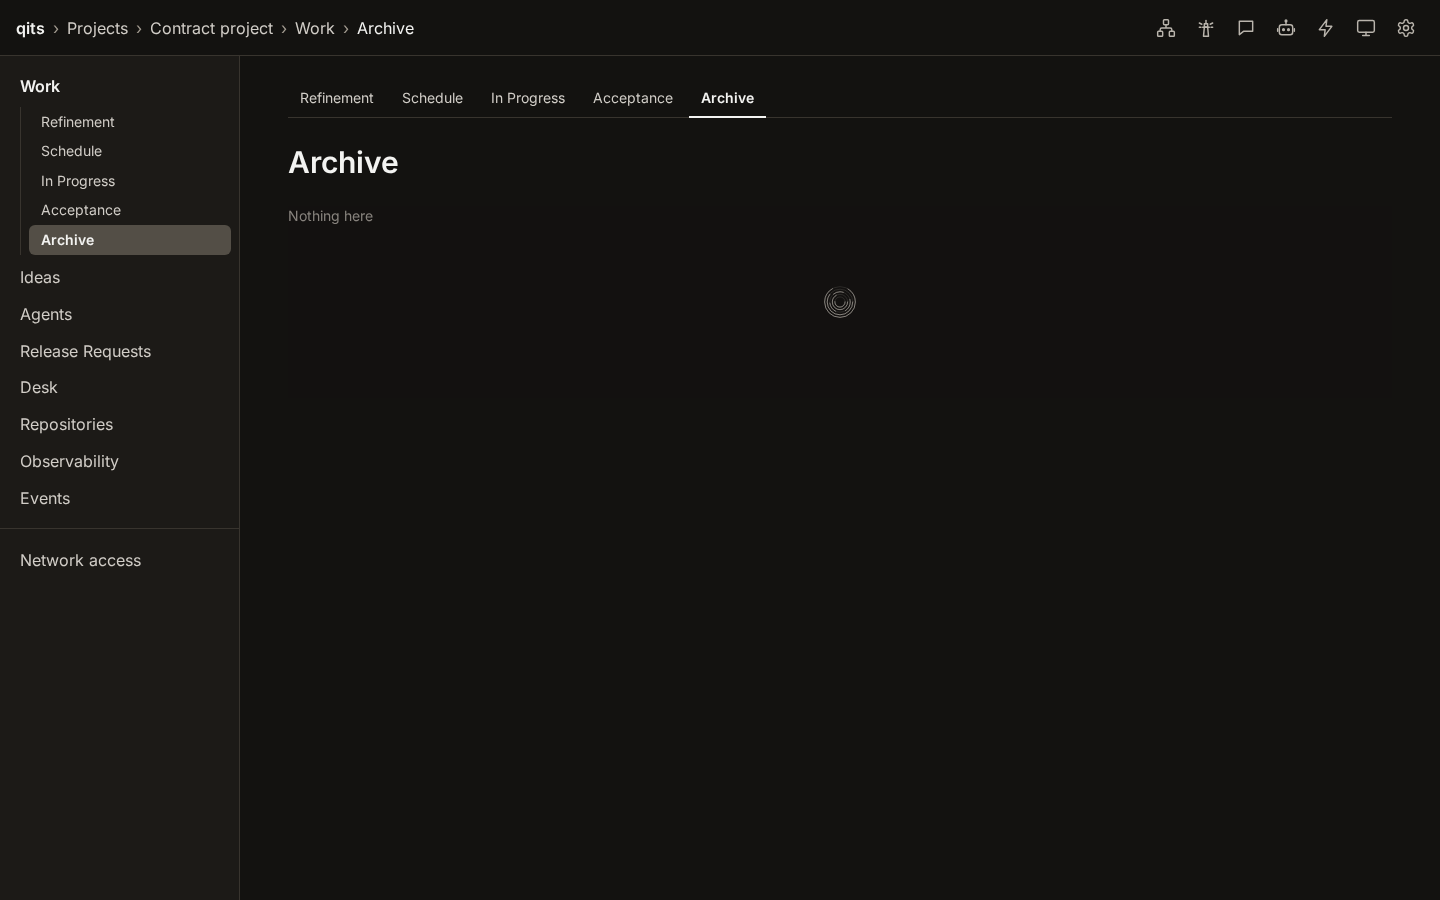 qits › Projects › Contract project › Work › Archive
Work
Refinement
Schedule
In Progress
Acceptance
Archive
Ideas
Agents
Release Requests
Desk
Repositories
Observability
Events
Network access
Refinement Schedule In Progress Acceptance Archive
Archive
Nothing here